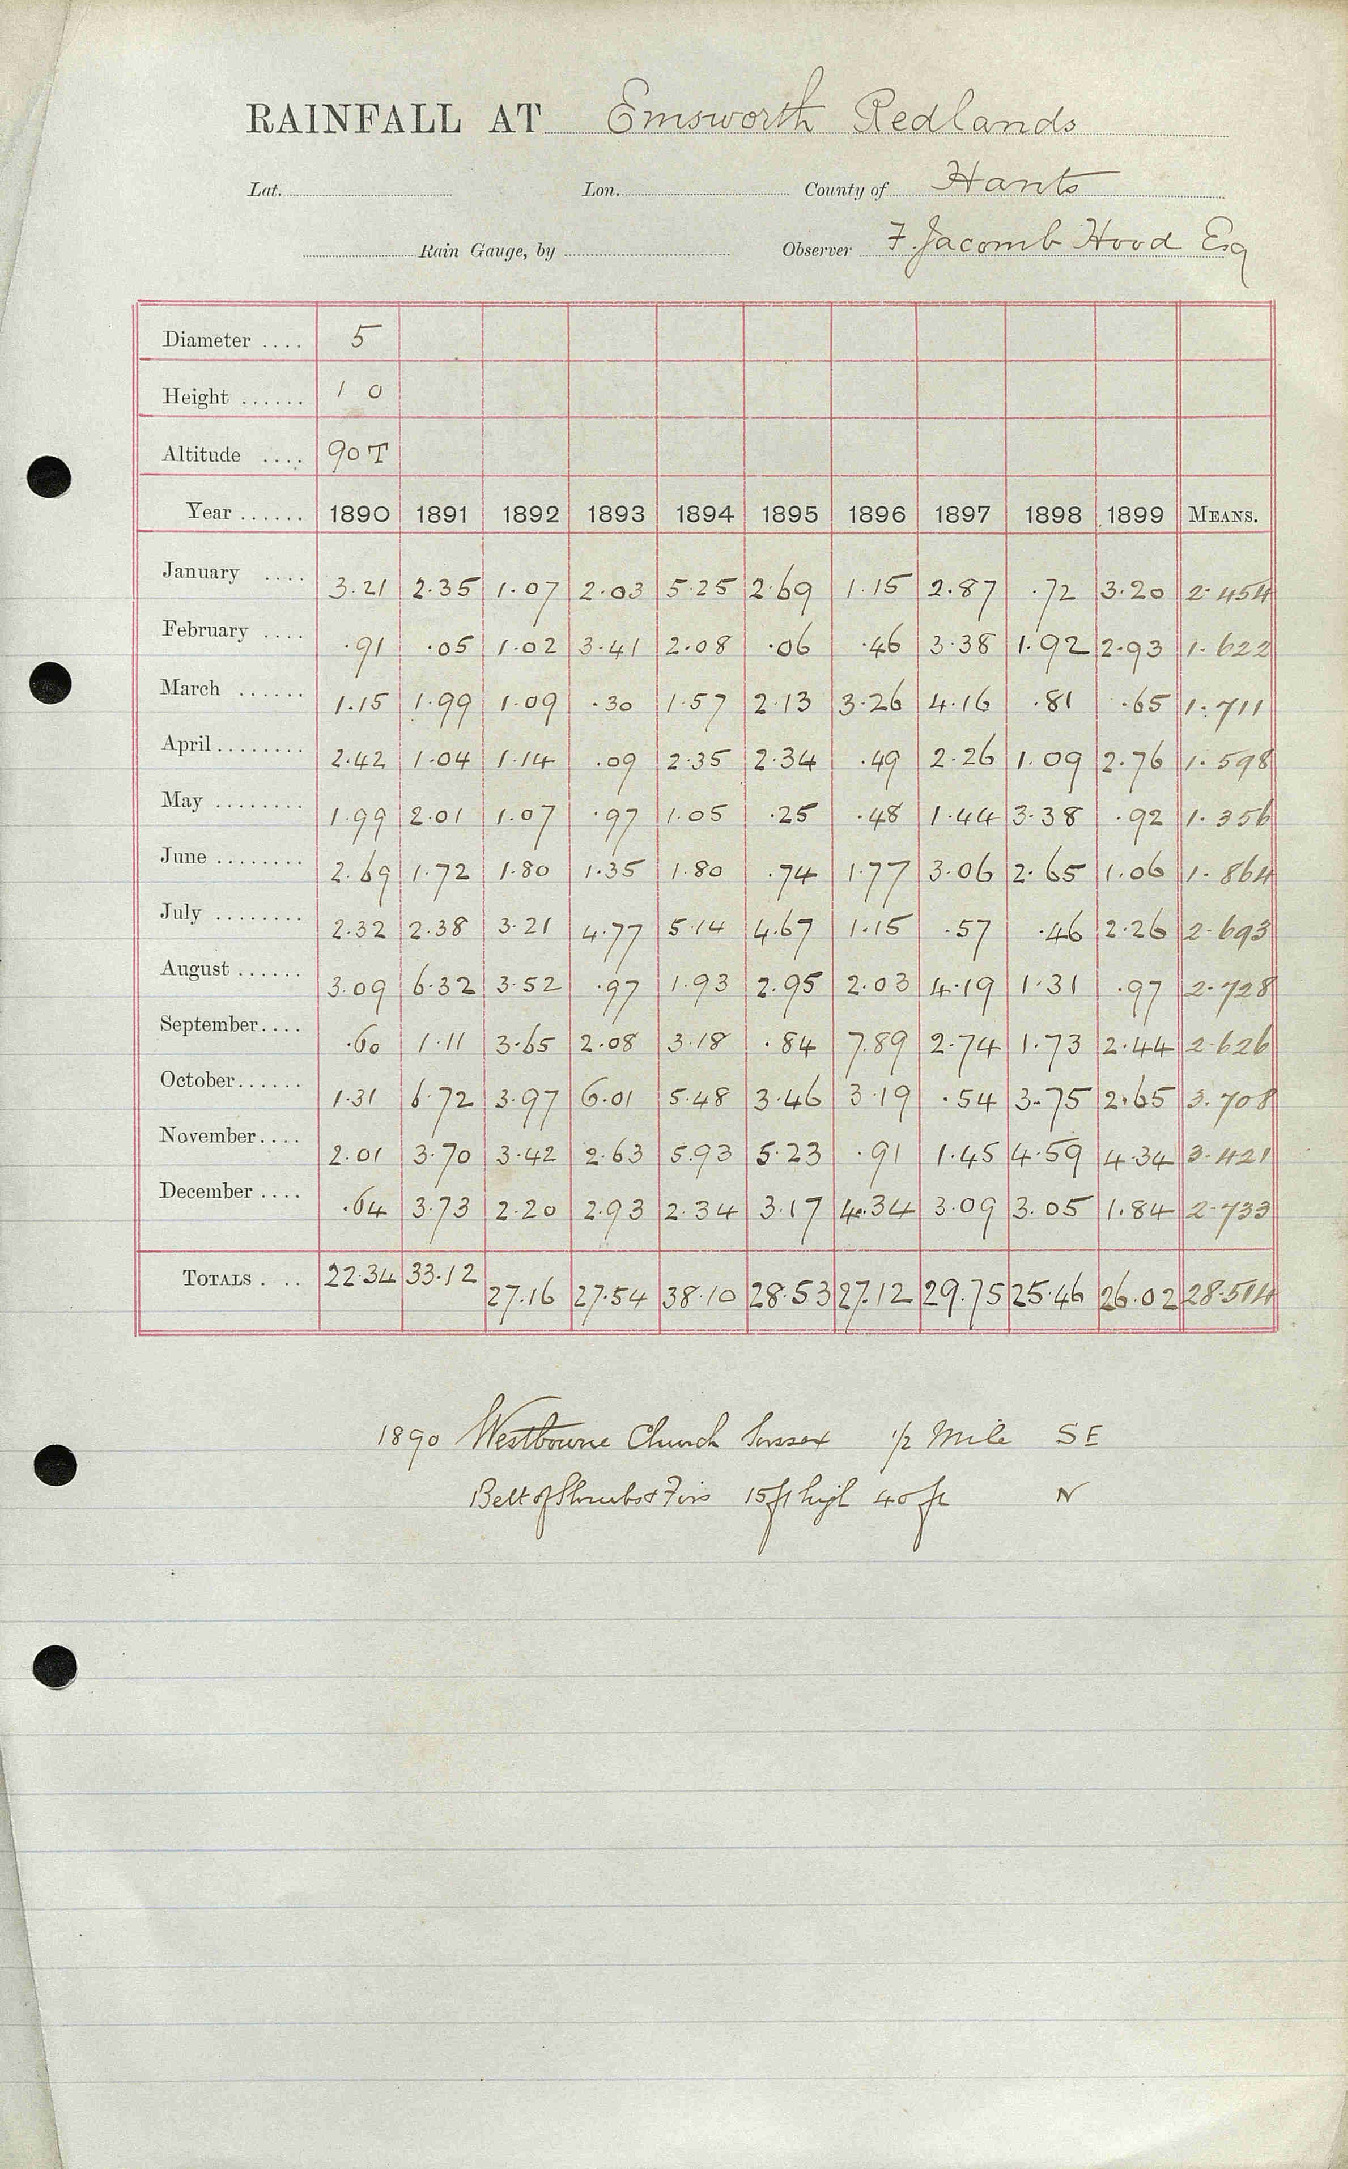 RAINFALL AT Emsworth Redlands
Lat. Lon. County of Hants
Rain Gauge, by Observer F. Jacomb Hood Esq
Diameter .... 5
Height ...... 1 0
Altitude .... 90 T
Year ...... 1890 1891 1892 1893 1894 1895 1896 1897 1898 1899 MEANS.
January .... 3.21 2.35 1.07 2.03 5.25 2.69 1.15 2.87 .72 3.20 2.454
February .... .91 .05 1.02 3.41 2.08 .06 .46 3.38 1.92 2.93 1.622
March ...... 1.15 1.99 1.09 .30 1.57 2.13 3.26 4.16 .81 .65 1.711
April ........ 2.42 1.04 1.14 .09 2.35 2.34 .49 2.26 1.09 2.76 1.598
May ........ 1.99 2.01 1.07 .97 1.05 .25 .48 1.44 3.38 .92 1.356
June ........ 2.69 1.72 1.80 1.35 1.80 .74 1.77 3.06 2.65 1.06 1.864
July ........ 2.32 2.38 3.21 4.77 5.14 4.67 1.15 .57 .46 2.26 2.693
August ...... 3.09 6.32 3.52 .97 1.93 2.95 2.03 4.19 1.31 .97 2.728
September.... .60 1.11 3.65 2.08 3.18 .84 7.89 2.74 1.73 2.44 2.626
October...... 1.31 6.72 3.97 6.01 5.48 3.46 3.19 .54 3.75 2.65 3.708
November.... 2.01 3.70 3.42 2.63 5.93 5.23 .91 1.45 4.59 4.34 3.421
December .... .64 3.73 2.20 2.93 2.34 3.17 4.34 3.09 3.05 1.84 2.733
TOTALS . .. 22.34 33.12 27.16 27.54 38.10 28.53 27.12 29.75 25.46 26.02 28.514
1890 Westbourne Church Sussex 1/2 Mile SE
Belt of Shrubs & Firs 15 ft high 40 ft N